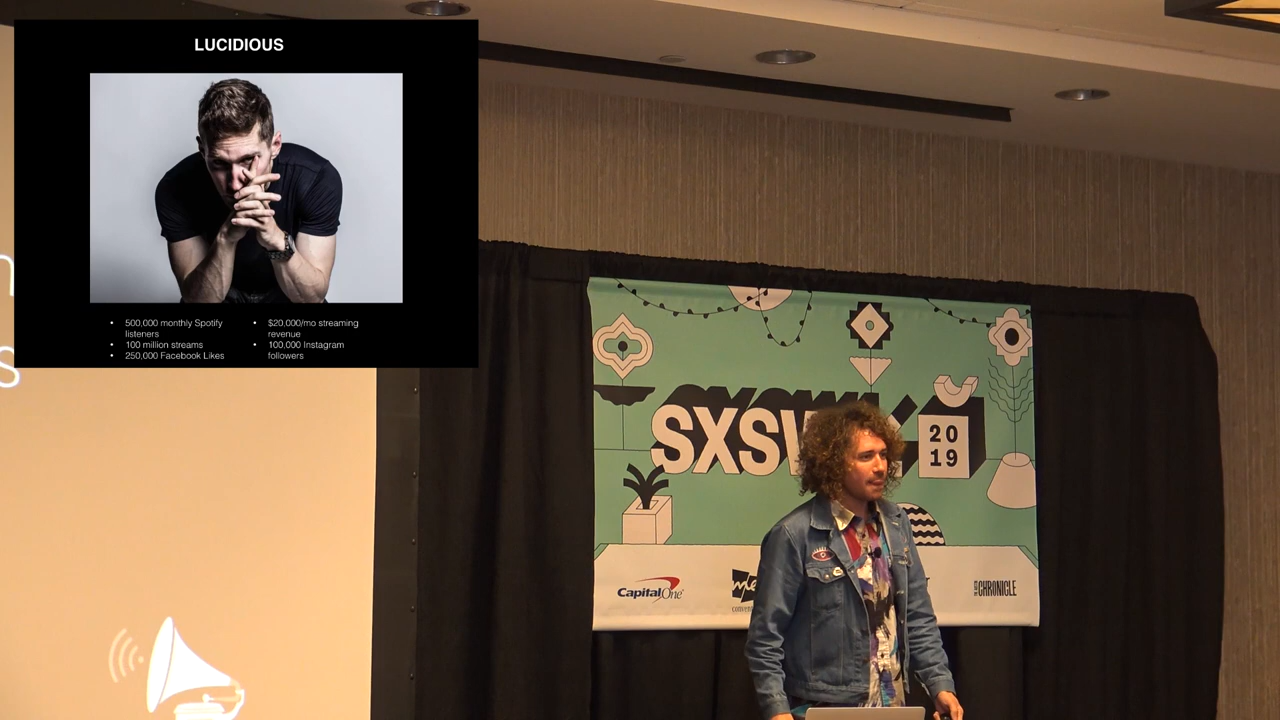 LUCIDIOUS
• 500,000 monthly Spotify
listeners
• 100 million streams
• 250,000 Facebook Likes
• $20,000/mo streaming
revenue
• 100,000 Instagram
followers
SXSW
20
19
Capital One
CHRONICLE